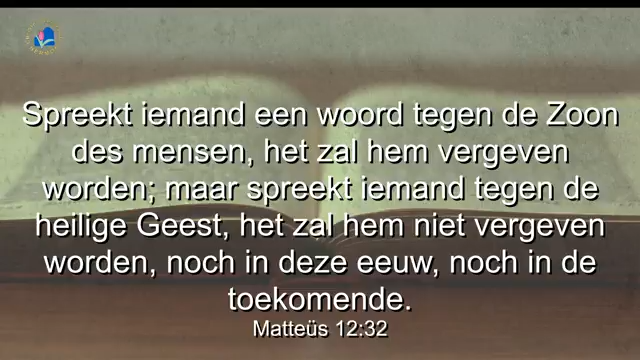 Spreekt iemand een woord tegen de Zoon
des mensen, het zal hem vergeven
worden; maar spreekt iemand tegen de
heilige Geest, het zal hem niet vergeven
worden, noch in deze eeuw, noch in de
toekomende.
Matteüs 12:32